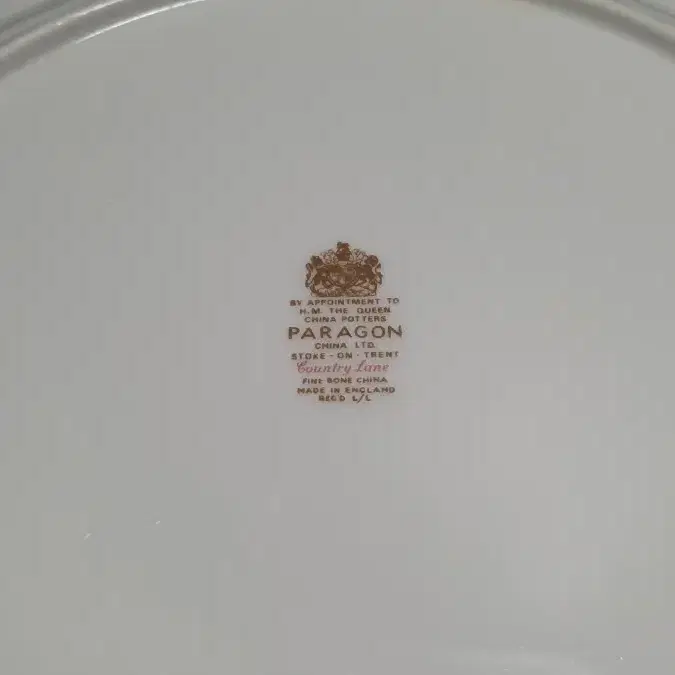 BY APPOINTMENT TO
H.M. THE QUEEN
CHINA POTTERS
PARAGON
CHINA LTD.
STOKE-ON-TRENT
Country Lane
FINE BONE CHINA
MADE IN ENGLAND
REG'D L/L